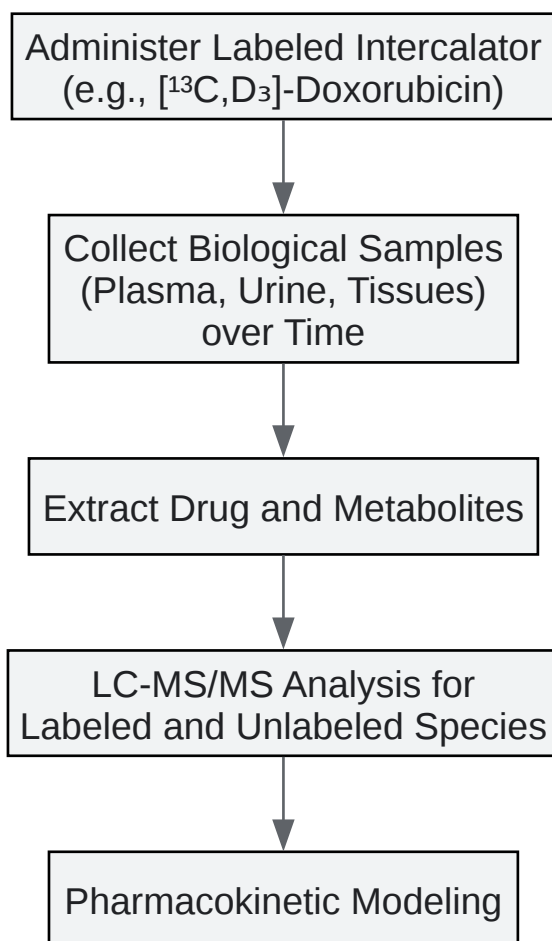 Administer Labeled Intercalator
(e.g., [¹³C,D₃]-Doxorubicin)
Collect Biological Samples
(Plasma, Urine, Tissues)
over Time
Extract Drug and Metabolites
LC-MS/MS Analysis for
Labeled and Unlabeled Species
Pharmacokinetic Modeling